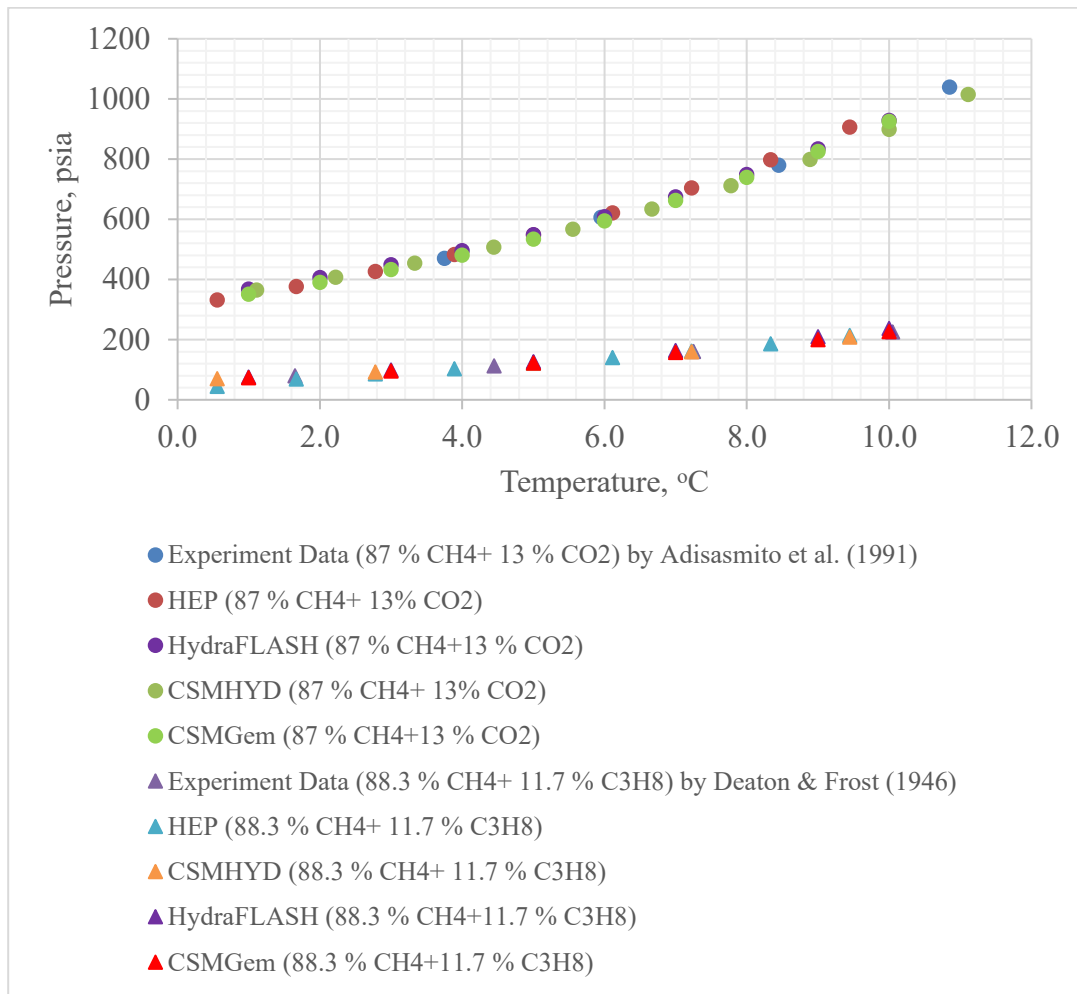 1200
1000
800
600
400
200
0
Pressure, psia
0.0 2.0 4.0 6.0 8.0 10.0 12.0
Temperature, ᵒC
Experiment Data (87 % CH4+ 13 % CO2) by Adisasmito et al. (1991)
HEP (87 % CH4+ 13% CO2)
HydraFLASH (87 % CH4+13 % CO2)
CSMHYD (87 % CH4+ 13% CO2)
CSMGem (87 % CH4+13 % CO2)
Experiment Data (88.3 % CH4+ 11.7 % C3H8) by Deaton & Frost (1946)
HEP (88.3 % CH4+ 11.7 % C3H8)
CSMHYD (88.3 % CH4+ 11.7 % C3H8)
HydraFLASH (88.3 % CH4+11.7 % C3H8)
CSMGem (88.3 % CH4+11.7 % C3H8)